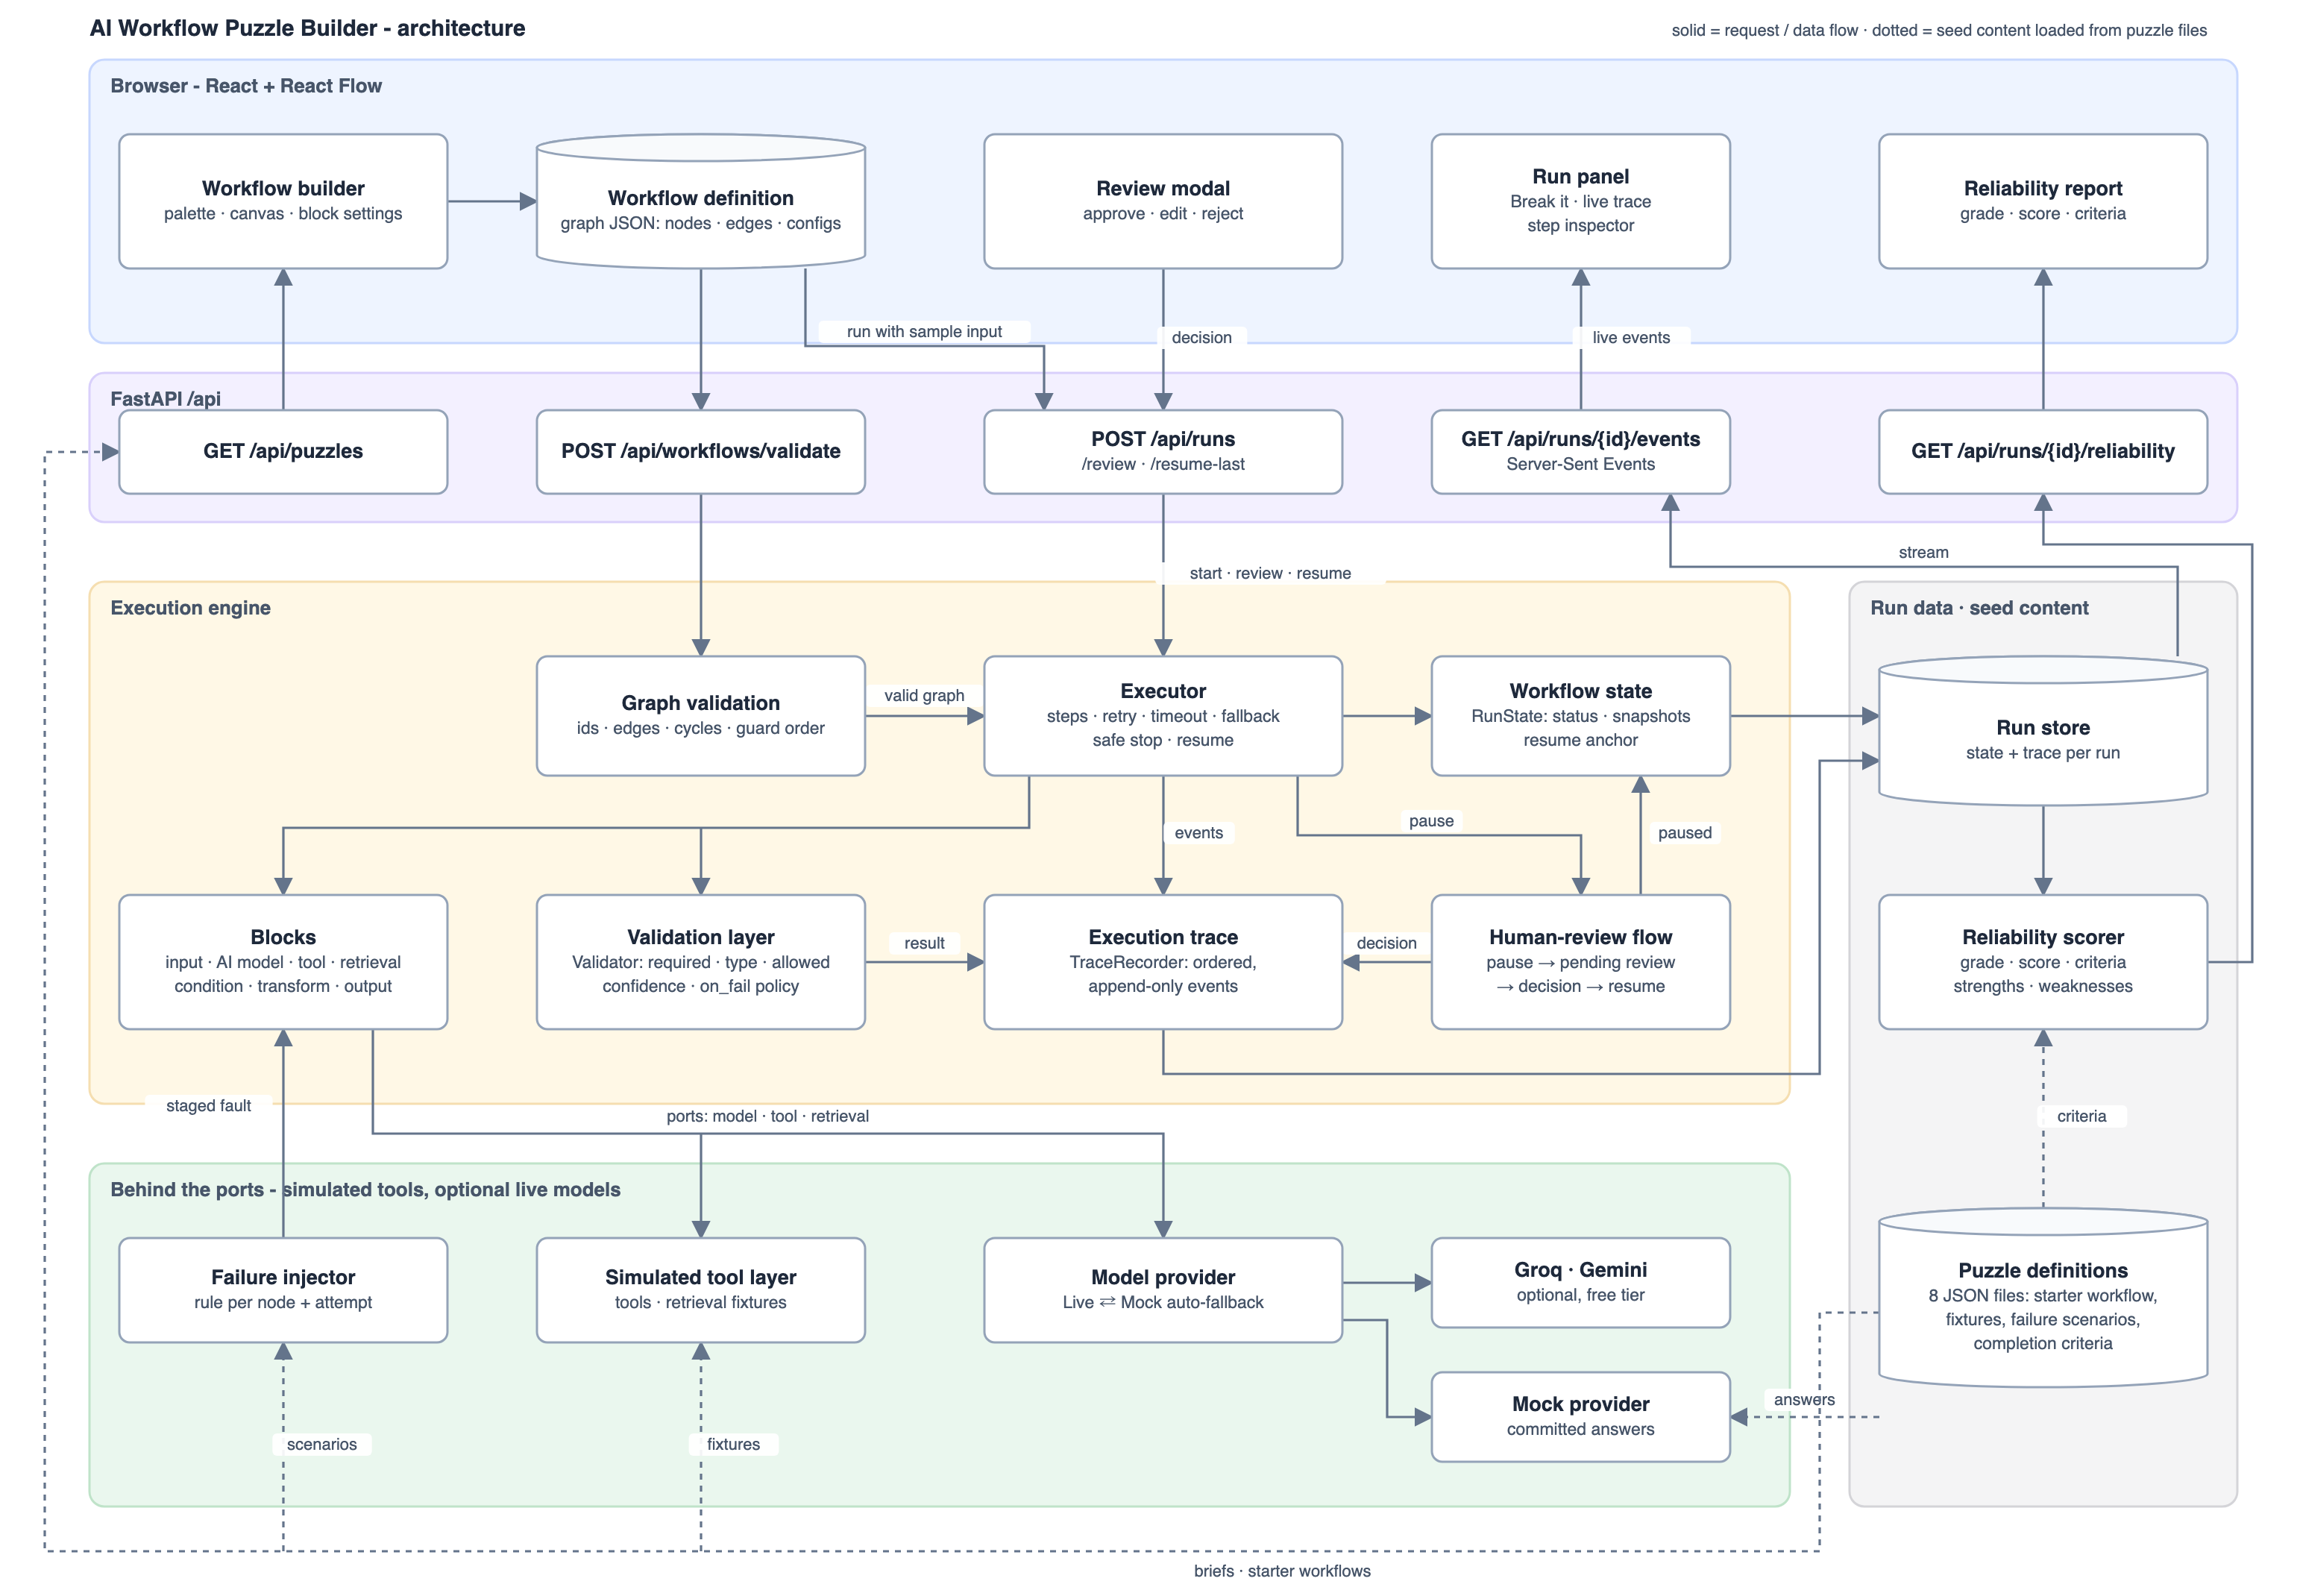 AI Workflow Puzzle Builder - architecture
solid = request / data flow · dotted = seed content loaded from puzzle files
Browser - React + React Flow
Workflow builder
palette · canvas · block settings
Workflow definition
graph JSON: nodes · edges · configs
Review modal
approve · edit · reject
Run panel
Break it · live trace
step inspector
Reliability report
grade · score · criteria
run with sample input
decision
live events
FastAPI /api
GET /api/puzzles
POST /api/workflows/validate
POST /api/runs
/review · /resume-last
GET /api/runs/{id}/events
Server-Sent Events
GET /api/runs/{id}/reliability
stream
start · review · resume
Execution engine
Run data · seed content
Graph validation
ids · edges · cycles · guard order
valid graph
Executor
steps · retry · timeout · fallback
safe stop · resume
Workflow state
RunState: status · snapshots
resume anchor
Run store
state + trace per run
events
pause
paused
Blocks
input · AI model · tool · retrieval
condition · transform · output
Validation layer
Validator: required · type · allowed
confidence · on_fail policy
result
Execution trace
TraceRecorder: ordered,
append-only events
decision
Human-review flow
pause → pending review
→ decision → resume
Reliability scorer
grade · score · criteria
strengths · weaknesses
staged fault
ports: model · tool · retrieval
criteria
Behind the ports - simulated tools, optional live models
Failure injector
rule per node + attempt
Simulated tool layer
tools · retrieval fixtures
Model provider
Live ⇄ Mock auto-fallback
Groq · Gemini
optional, free tier
Puzzle definitions
8 JSON files: starter workflow,
fixtures, failure scenarios,
completion criteria
Mock provider
committed answers
answers
scenarios
fixtures
briefs · starter workflows